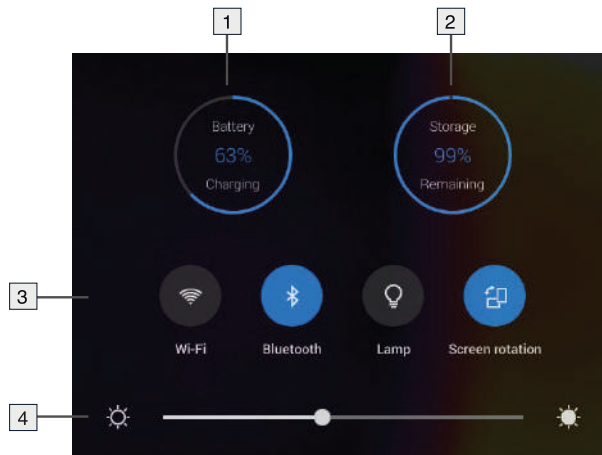 1
2
Battery
63%
Charging
Storage
99%
Remaining
3
Wi-Fi
Bluetooth
Lamp
Screen rotation
4